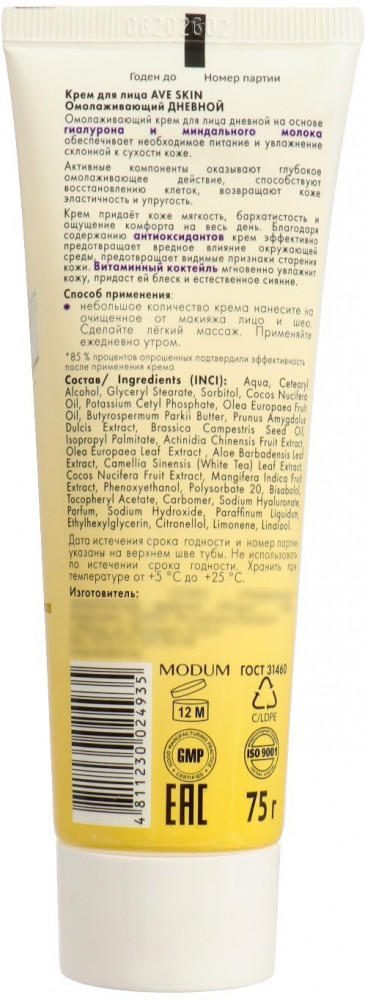 06202602
Годен до Номер партии
Крем для лица AVE SKIN
Омолаживающий ДНЕВНОЙ
Омолаживающий крем для лица дневной на основе
гиалурона и миндального молока
обеспечивает необходимое питание и увлажнение
склонной к сухости коже.
Активные компоненты оказывают глубокое
омолаживающее действие, способствуют
восстановлению клеток, возвращают коже
эластичность и упругость.
Крем придаёт коже мягкость, бархатистость и
ощущение комфорта на весь день. Благодаря
содержанию антиоксидантов крем эффективно
предотвращает вредное влияние окружающей
среды, предотвращает видимые признаки старения
кожи. Витаминный коктейль мгновенно увлажнит
кожу, придаст ей блеск и естественное сияние.
Способ применения:
• небольшое количество крема нанесите на
очищенное от макияжа лицо и шею.
Сделайте лёгкий массаж. Применяйте
ежедневно утром.
*85 % процентов опрошенных подтвердили эффективность
после применения крема
Состав/ Ingredients (INCI): Aqua, Cetearyl
Alcohol, Glyceryl Stearate, Sorbitol, Cocos Nucifera
Oil, Potassium Cetyl Phosphate, Olea Europaea Fruit
Oil, Butyrospermum Parkii Butter, Prunus Amygdalus
Dulcis Extract, Brassica Campestris Seed Oil,
Isopropyl Palmitate, Actinidia Chinensis Fruit Extract,
Olea Europaea Leaf Extract , Aloe Barbadensis Leaf
Extract, Camellia Sinensis (White Tea) Leaf Extract,
Cocos Nucifera Fruit Extract, Mangifera Indica Fruit
Extract, Phenoxyethanol, Polysorbate 20, Bisabolol,
Tocopheryl Acetate, Carbomer, Sodium Hyaluronate,
Parfum, Sodium Hydroxide, Paraffinum Liquidum,
Ethylhexylglycerin, Citronellol, Limonene, Linalool.
Дата истечения срока годности и номер партии
указаны на верхнем шве тубы. Не использовать
по истечении срока годности. Хранить при
температуре от +5 °C до +25 °C.
Изготовитель:
MODUM ГОСТ 31460
12 M
C/LDPE
GOOD MANUFACTURING PRACTICE
GMP
ISO 9001
EAC
75 г
4 811230 024935